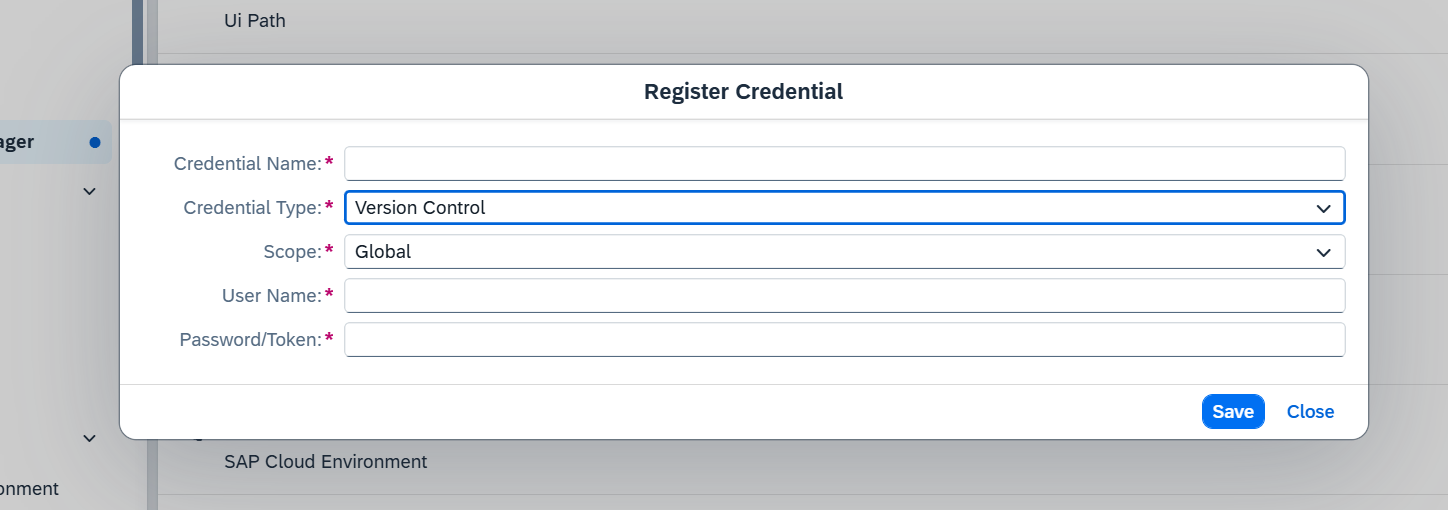 Ui Path
Register Credential
ager
Credential Name:*
Credential Type:* Version Control
Scope:* Global
User Name:*
Password/Token:*
Save Close
SAP Cloud Environment
onment